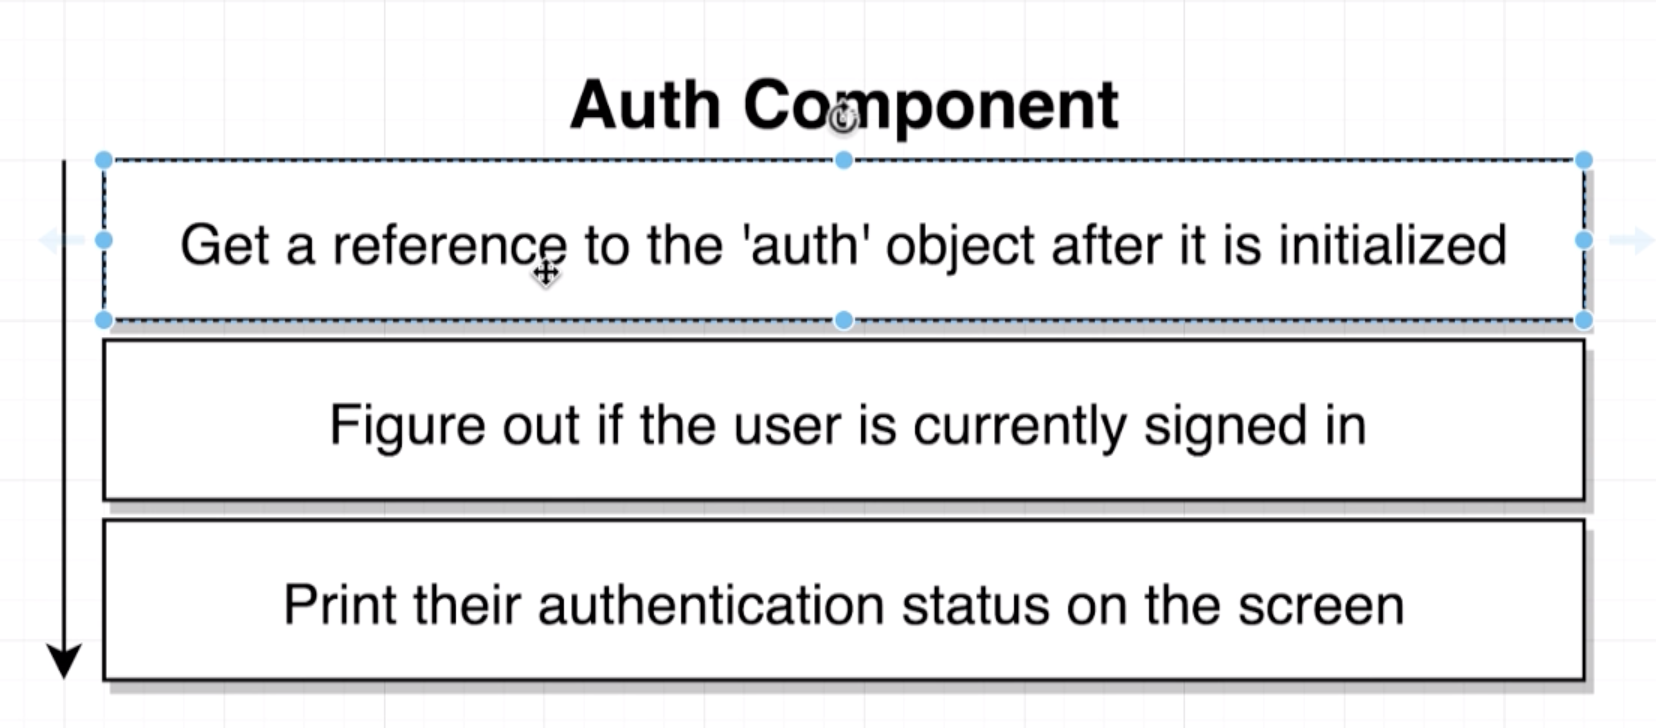 Auth Component
Get a reference to the 'auth' object after it is initialized
Figure out if the user is currently signed in
Print their authentication status on the screen